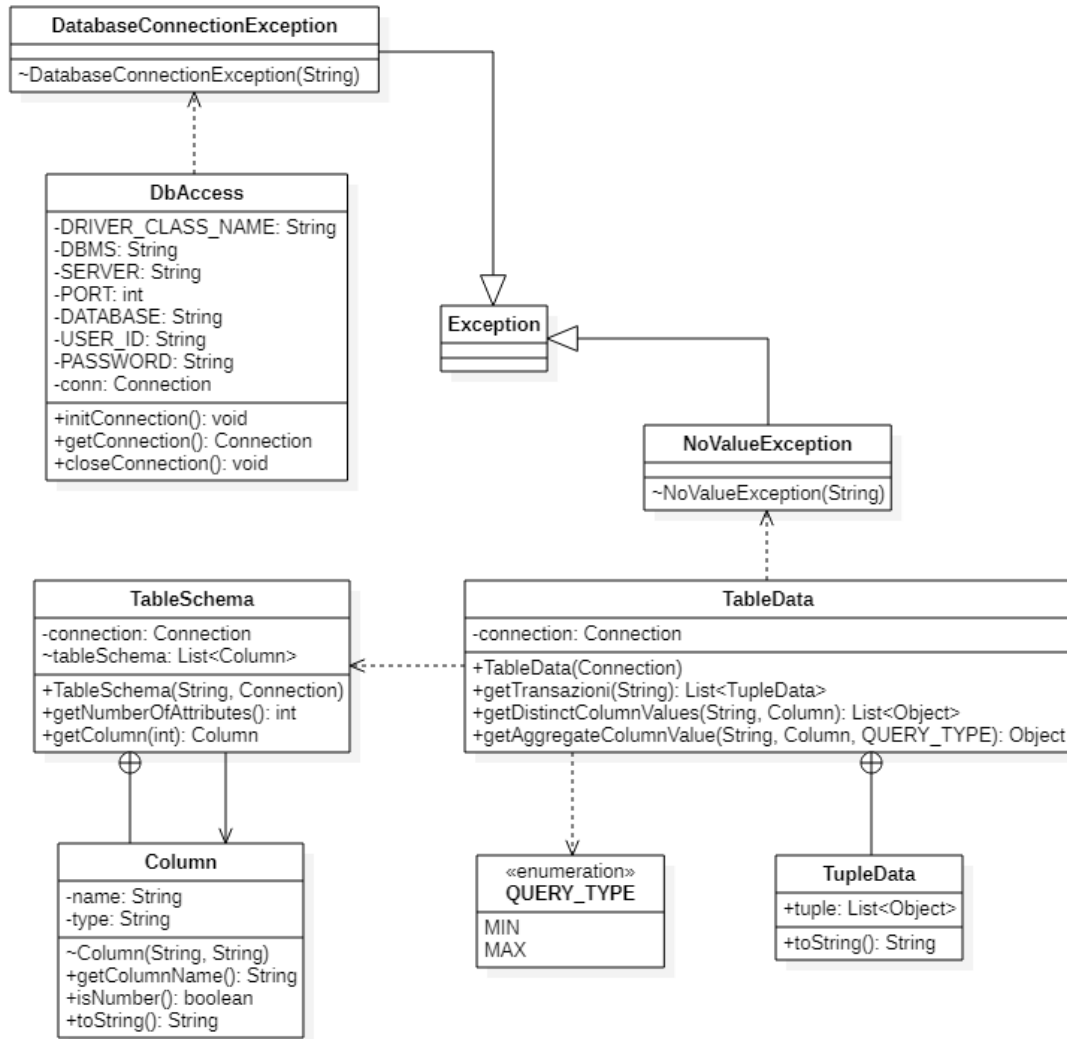 DatabaseConnectionException
~DatabaseConnectionException(String)
DbAccess
-DRIVER_CLASS_NAME: String
-DBMS: String
-SERVER: String
-PORT: int
-DATABASE: String
-USER_ID: String
-PASSWORD: String
-conn: Connection
+initConnection(): void
+getConnection(): Connection
+closeConnection(): void
Exception
NoValueException
~NoValueException(String)
TableSchema
-connection: Connection
~tableSchema: List<Column>
+TableSchema(String, Connection)
+getNumberOfAttributes(): int
+getColumn(int): Column
TableData
-connection: Connection
+TableData(Connection)
+getTransazioni(String): List<TupleData>
+getDistinctColumnValues(String, Column): List<Object>
+getAggregateColumnValue(String, Column, QUERY_TYPE): Object
Column
-name: String
-type: String
~Column(String, String)
+getColumnName(): String
+isNumber(): boolean
+toString(): String
«enumeration»
QUERY_TYPE
MIN
MAX
TupleData
+tuple: List<Object>
+toString(): String